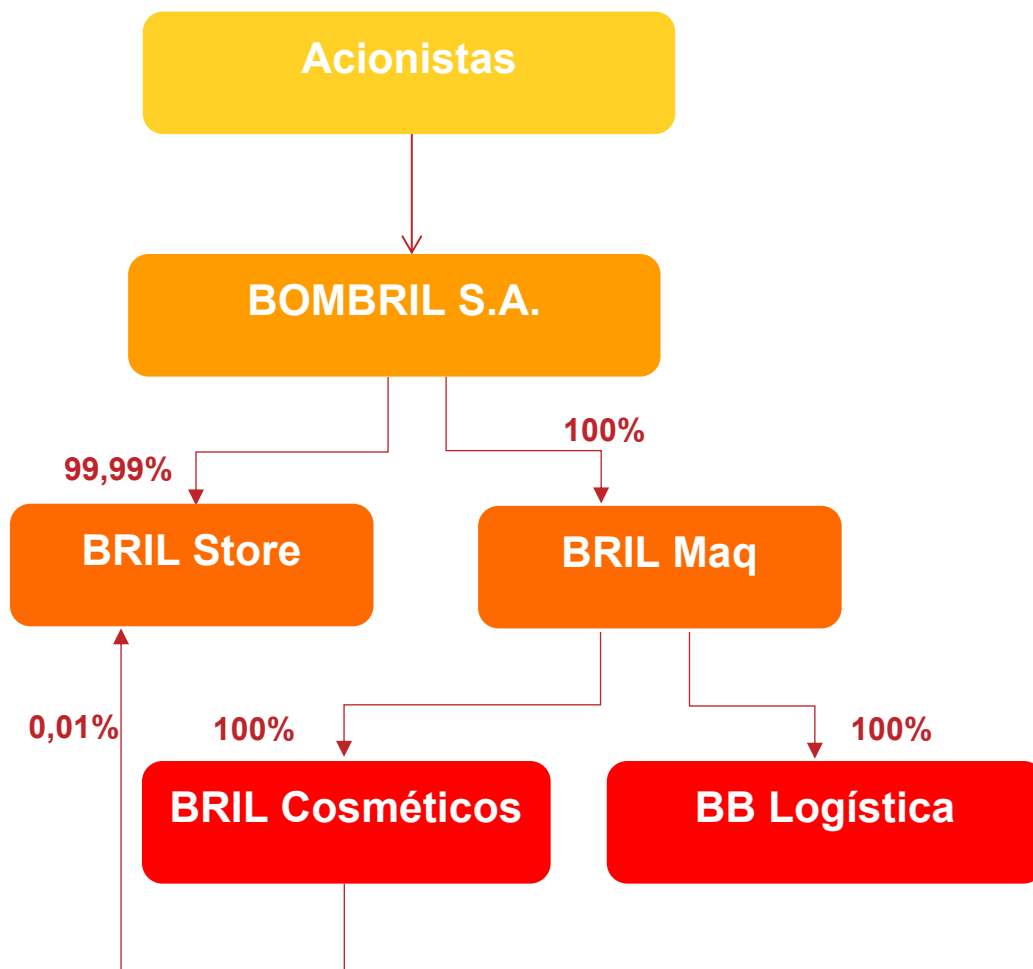 Acionistas
BOMBRIL S.A.
100%
99,99%
BRIL Store
BRIL Maq
0,01%
100%
100%
BRIL Cosméticos
BB Logística